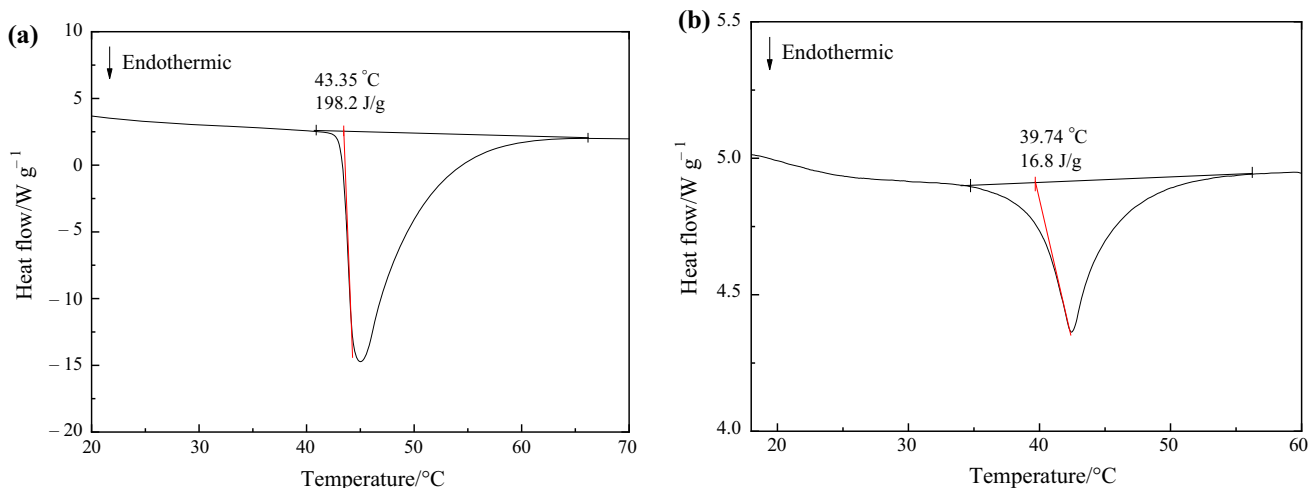 (a)
Endothermic
43.35 °C
198.2 J/g
10
5
0
– 5
– 10
– 15
– 20
20
30
40
50
60
70
Heat flow/W g⁻¹
Temperature/°C
(b)
Endothermic
39.74 °C
16.8 J/g
5.5
5.0
4.5
4.0
30
40
50
60
Heat flow/W g⁻¹
Temperature/°C